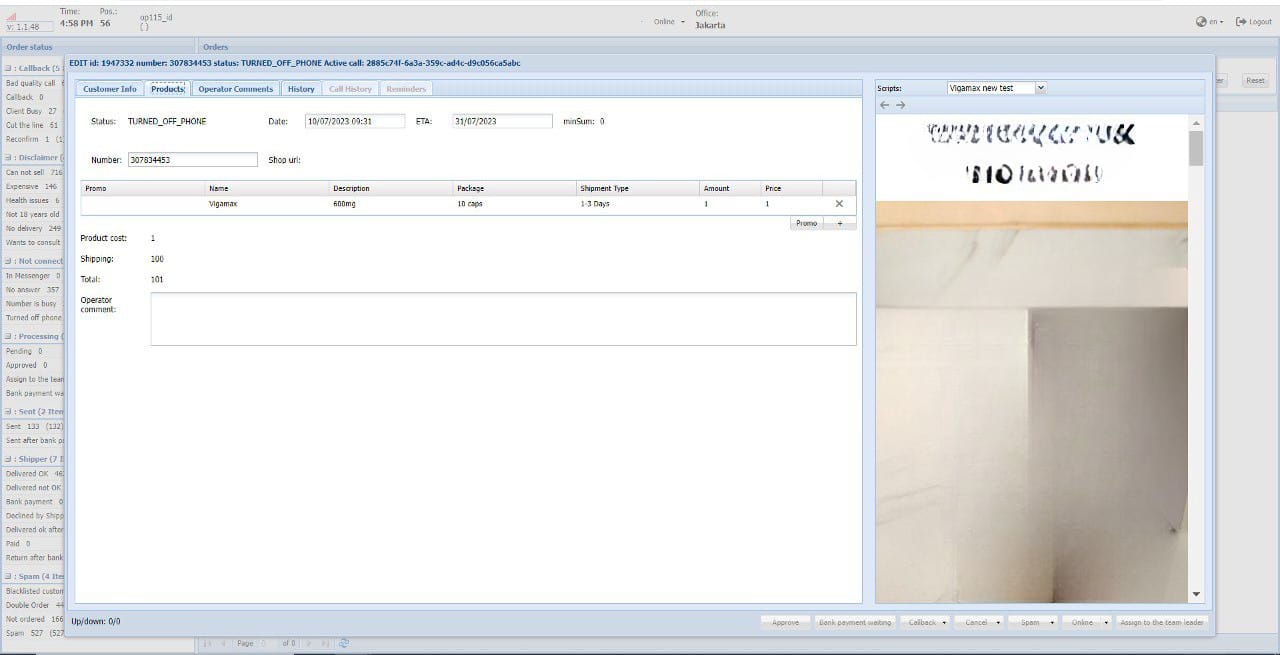 Time: Pos.: op115_id Office:
v: 1.1.48 4:58 PM 56 ( ) Online Jakarta en Logout
Order status Orders
EDIT id: 1947332 number: 307834453 status: TURNED_OFF_PHONE Active call: 2885c74f-6a3a-359c-ad4c-d9c056ca5abc
Customer Info Products Operator Comments History Call History Reminders
Scripts: Vigamax new test
Status: TURNED_OFF_PHONE Date: 10/07/2023 09:31 ETA: 31/07/2023 minSum: 0
Number: 307834453 Shop url:
Promo Name Description Package Shipment Type Amount Price
Vigamax 600mg 10 caps 1-3 Days 1 1
Promo +
Product cost: 1
Shipping: 100
Total: 101
Operator
comment:
Reset
: Callback (5
Bad quality call
Callback 0
Client Busy 27
Cut the line 61
Reconfirm 1 (1
: Disclaimer (
Can not sell 716
Expensive 146
Health issues 6
Not 18 years old
No delivery 249
Wants to consult
: Not connect
In Messenger 0
No answer 357
Number is busy
Turned off phone
: Processing (
Pending 0
Approved 0
Assign to the team
Bank payment wa
: Sent (2 Item
Sent 133 (132)
Sent after bank p
: Shipper (7 I
Delivered OK 46
Delivered not OK
Bank payment 0
Declined by Shipp
Delivered ok after
Paid 0
Return after bank
: Spam (4 Ite
Blacklisted custom
Double Order 44
Not ordered 166
Spam 527 (527
Up/down: 0/0
Approve Bank payment waiting Callback Cancel Spam Online Assign to the team leader
Page 0 of 0